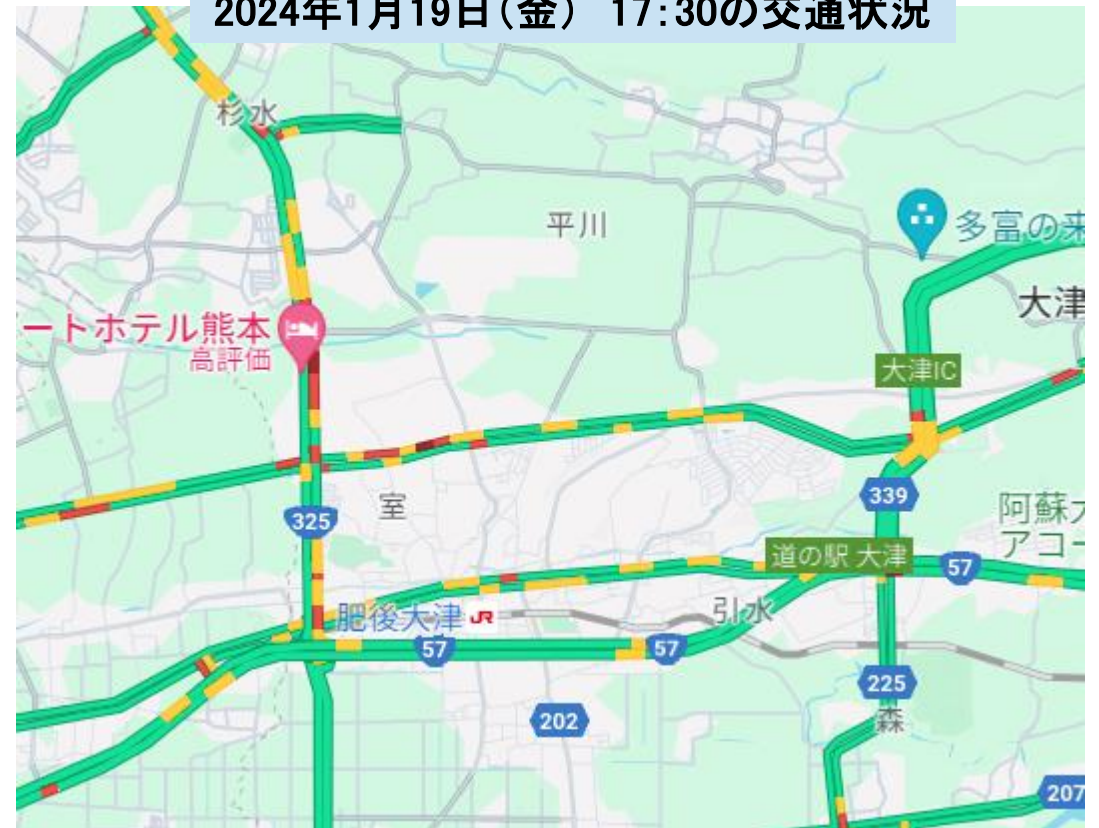 2024年1月19日(金) 17:30の交通状況
杉水
平川
多富の来
大津
ートホテル熊本
高評価
大津IC
339
室
325
阿蘇
アコー
道の駅 大津
57
肥後大津 JR
引水
57
57
225
202
森
207